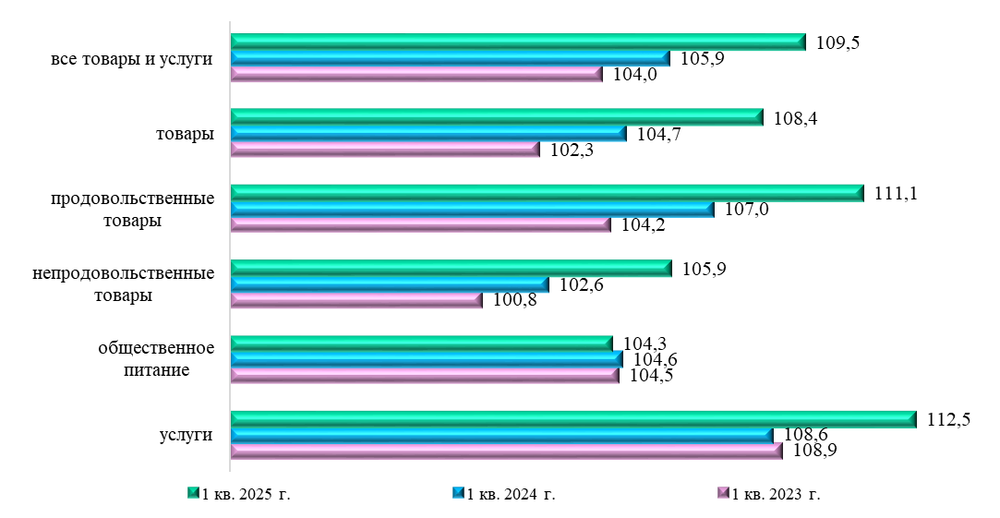 все товары и услуги
109,5
105,9
104,0
товары
108,4
104,7
102,3
продовольственные
товары
111,1
107,0
104,2
непродовольственные
товары
105,9
102,6
100,8
общественное
питание
104,3
104,6
104,5
услуги
112,5
108,6
108,9
1 кв. 2025 г.
1 кв. 2024 г.
1 кв. 2023 г.